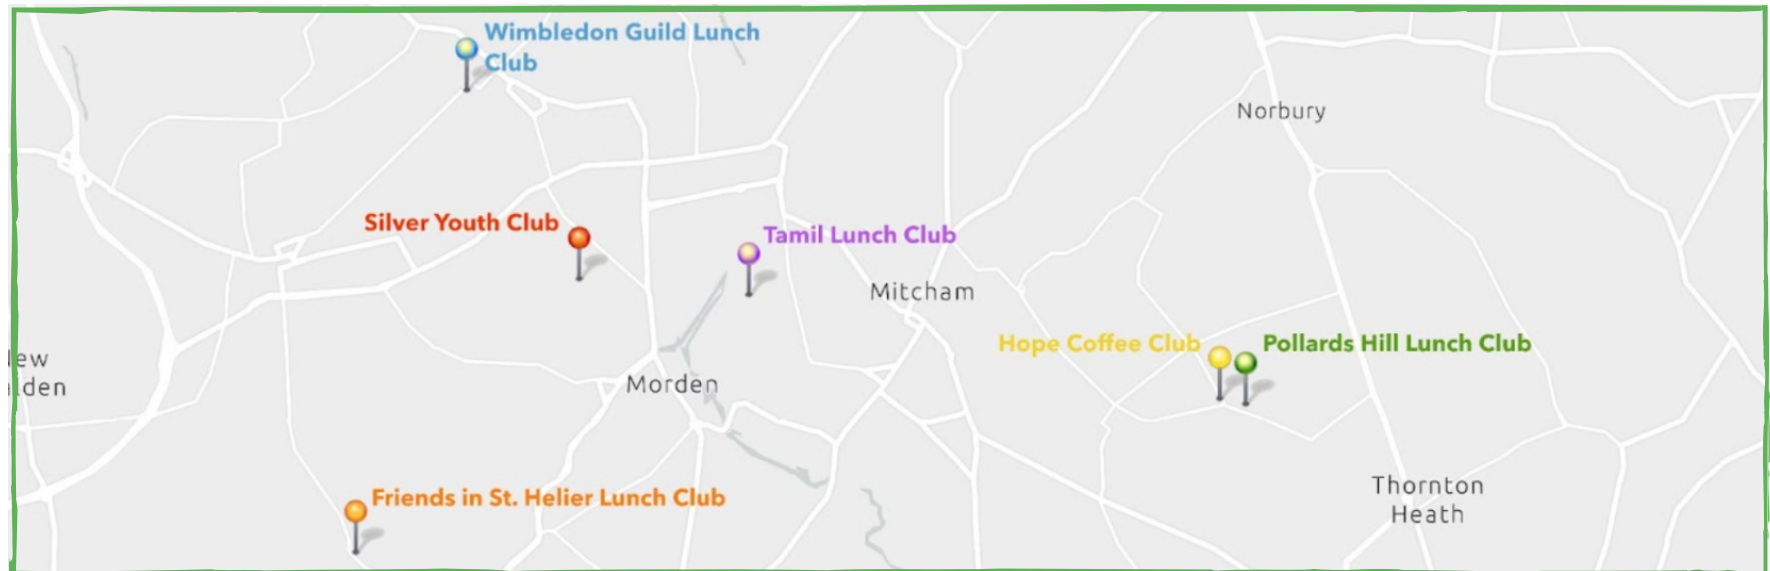 Wimbledon Guild Lunch
Club
Norbury
Silver Youth Club
Tamil Lunch Club
Mitcham
Hope Coffee Club
Pollards Hill Lunch Club
Morden
Thornton
Heath
Friends in St. Helier Lunch Club